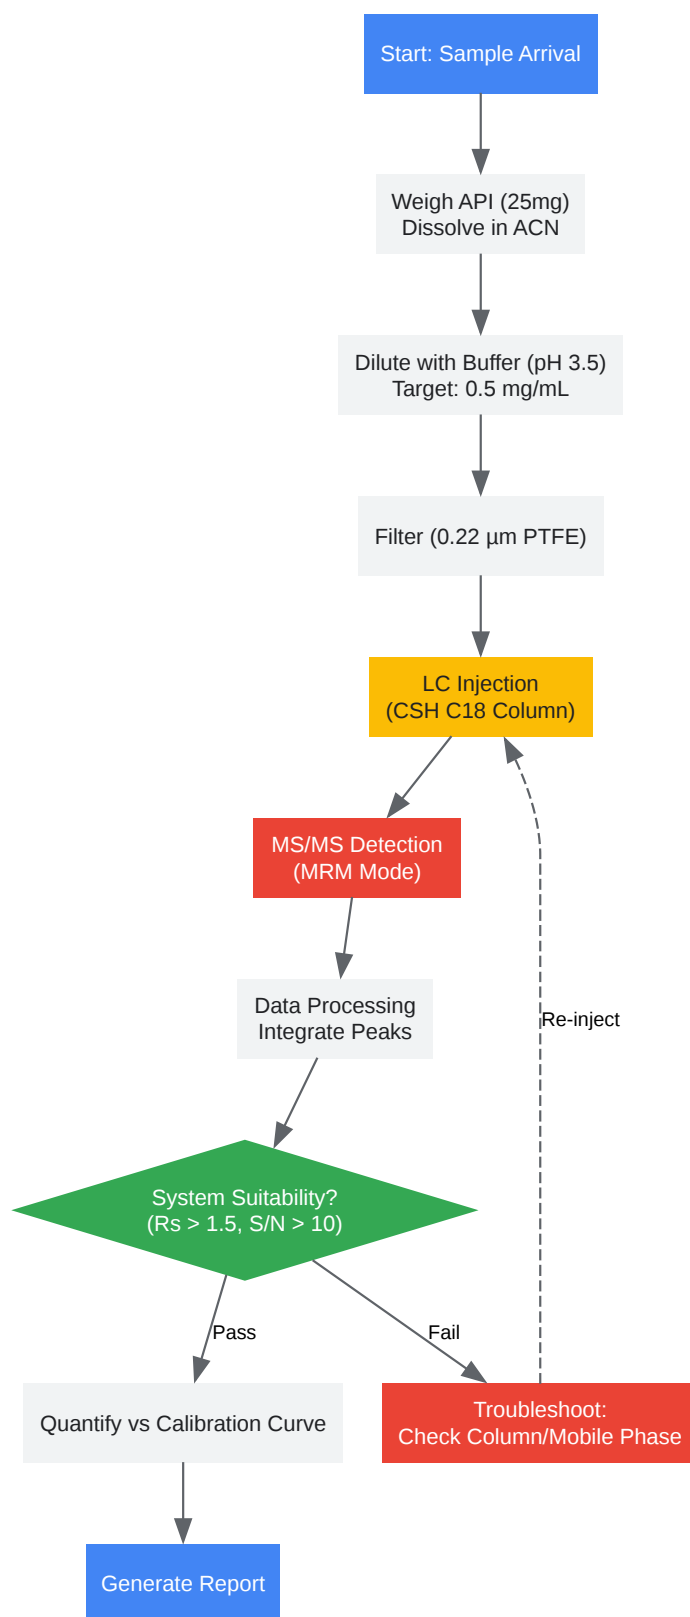 Start: Sample Arrival
Weigh API (25mg)
Dissolve in ACN
Dilute with Buffer (pH 3.5)
Target: 0.5 mg/mL
Filter (0.22 µm PTFE)
LC Injection
(CSH C18 Column)
MS/MS Detection
(MRM Mode)
Data Processing
Integrate Peaks
Re-inject
System Suitability?
(Rs > 1.5, S/N > 10)
Pass
Fail
Quantify vs Calibration Curve
Troubleshoot:
Check Column/Mobile Phase
Generate Report